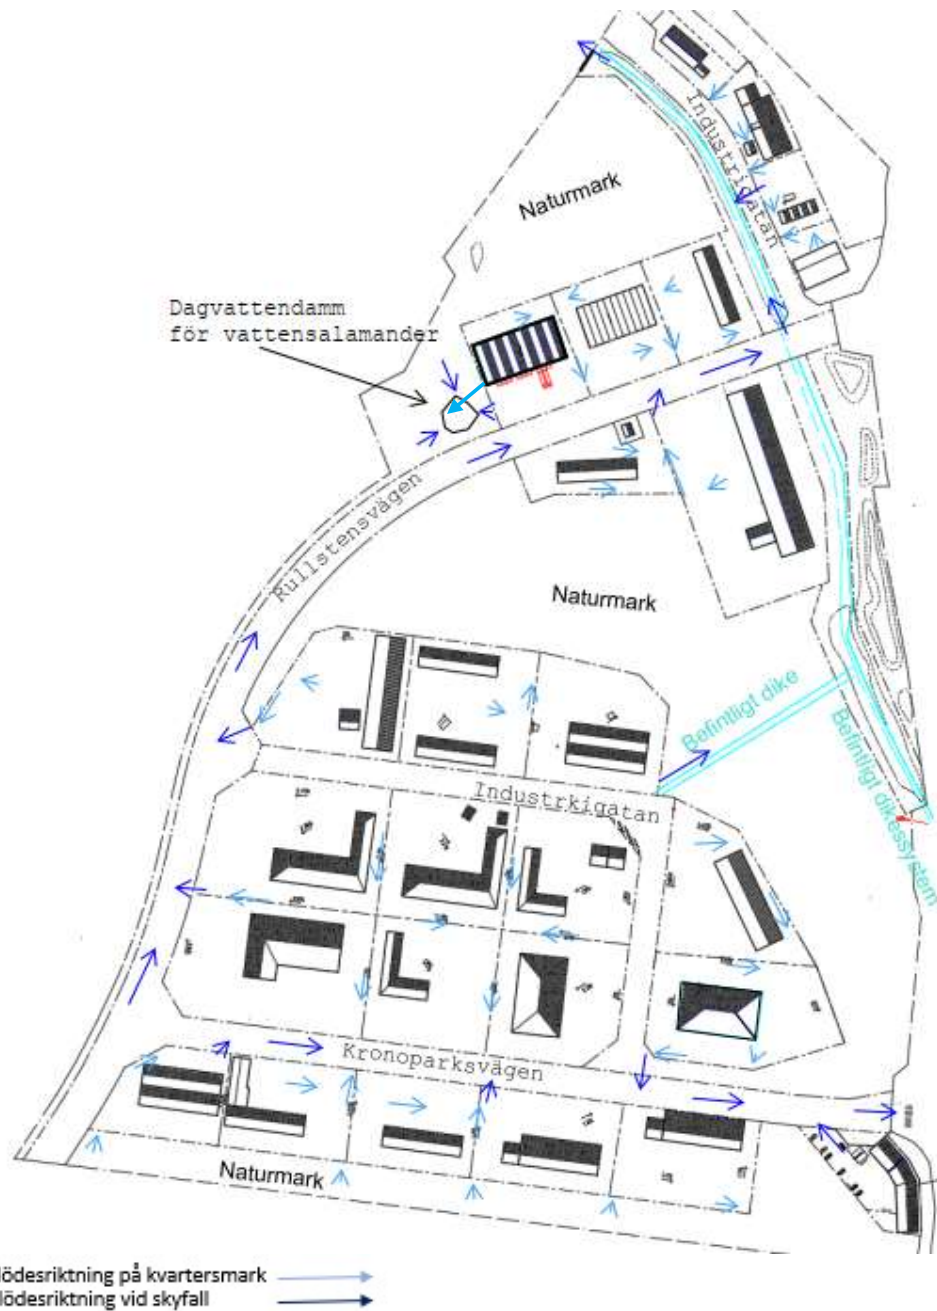 Industrigatan
Naturmark
Dagvattendamm
för vattensalamander
Rullstensvägen
Naturmark
Befintligt dike
Befintligt dikessystem
Industrkigatan
Kronoparksvägen
Naturmark
lödesriktning på kvartersmark
lödesriktning vid skyfall